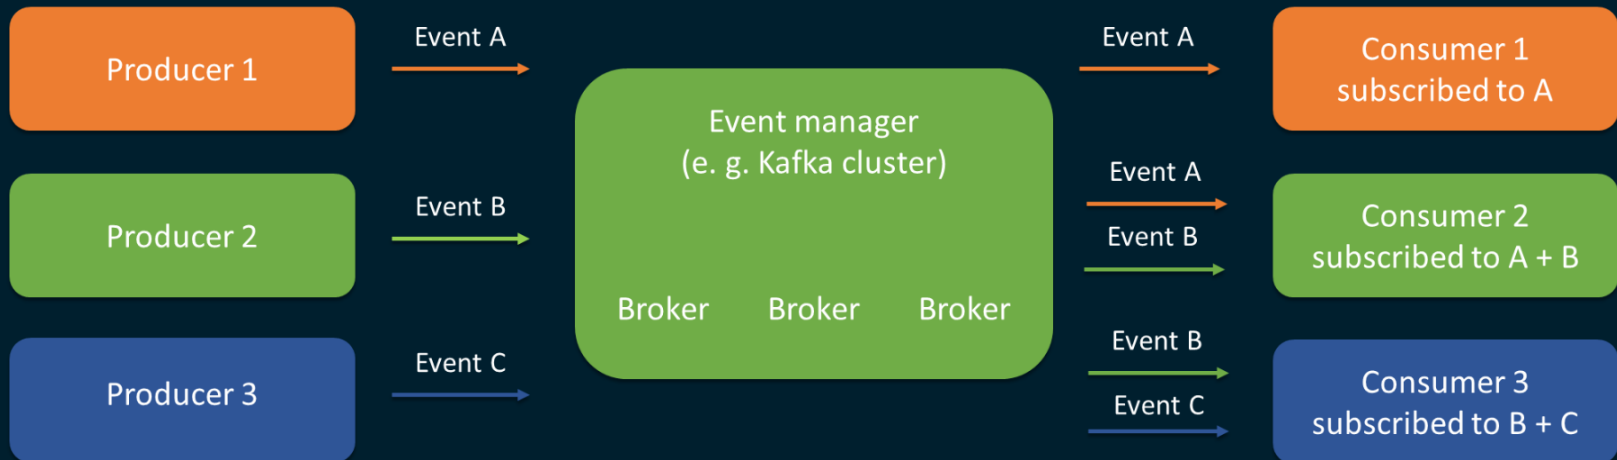 Producer 1
Event A
Event A
Consumer 1
subscribed to A
Event manager
(e. g. Kafka cluster)
Producer 2
Event B
Event A
Event B
Consumer 2
subscribed to A + B
Broker
Broker
Broker
Producer 3
Event C
Event B
Event C
Consumer 3
subscribed to B + C